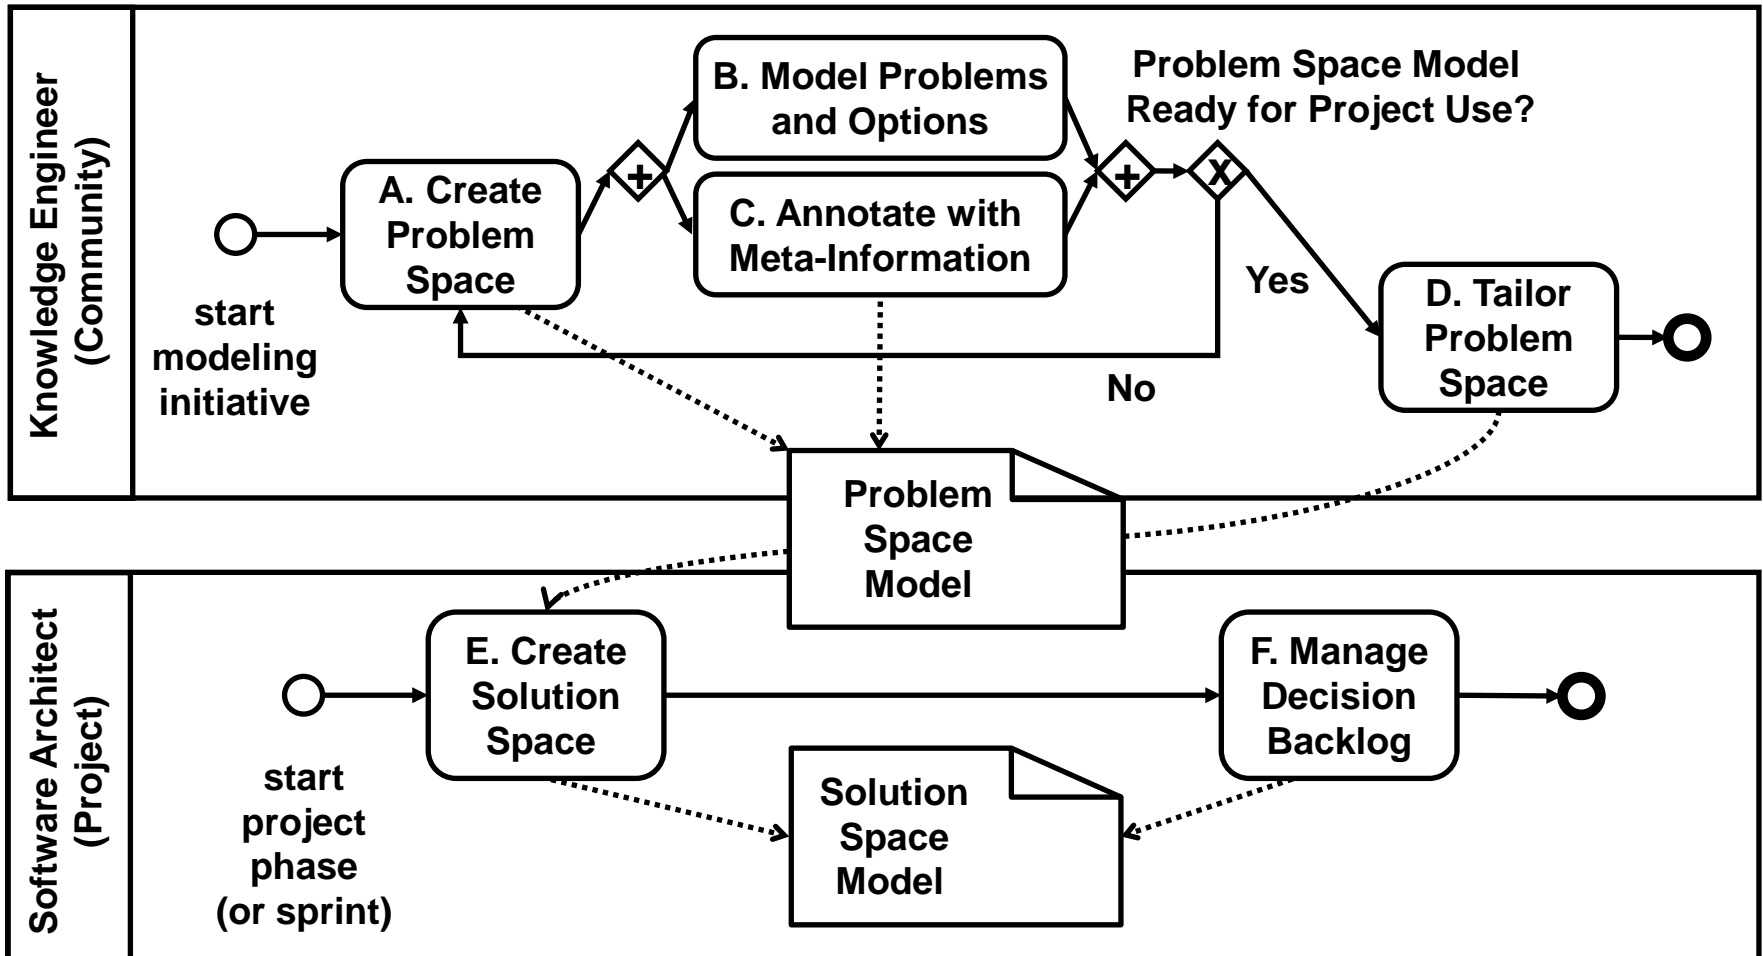 Knowledge Engineer
(Community)
start
modeling
initiative
A. Create
Problem
Space
+
B. Model Problems
and Options
C. Annotate with
Meta-Information
+
X
Problem Space Model
Ready for Project Use?
Yes
No
D. Tailor
Problem
Space
Problem
Space
Model
Software Architect
(Project)
start
project
phase
(or sprint)
E. Create
Solution
Space
Solution
Space
Model
F. Manage
Decision
Backlog